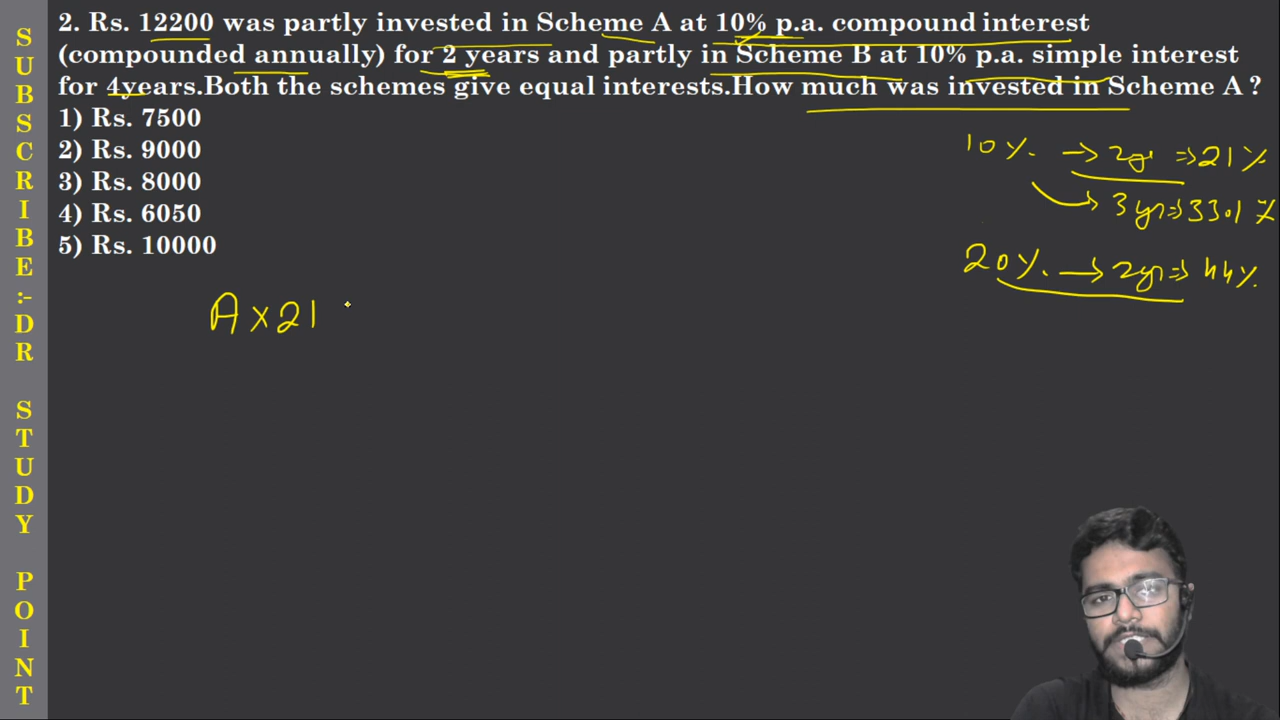 2. Rs. 12200 was partly invested in Scheme A at 10% p.a. compound interest
(compounded annually) for 2 years and partly in Scheme B at 10% p.a. simple interest
for 4years.Both the schemes give equal interests.How much was invested in Scheme A ?
1) Rs. 7500
2) Rs. 9000
3) Rs. 8000
4) Rs. 6050
5) Rs. 10000
10% → 2yr ⇒ 21%
→ 3yr ⇒ 33.1%
20% → 2yr ⇒ 44%
A × 21
SUBSCRIBE:-DR STUDY POINT